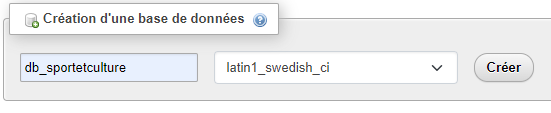 Création d'une base de données
db_sportetculture
latin1_swedish_ci
Créer